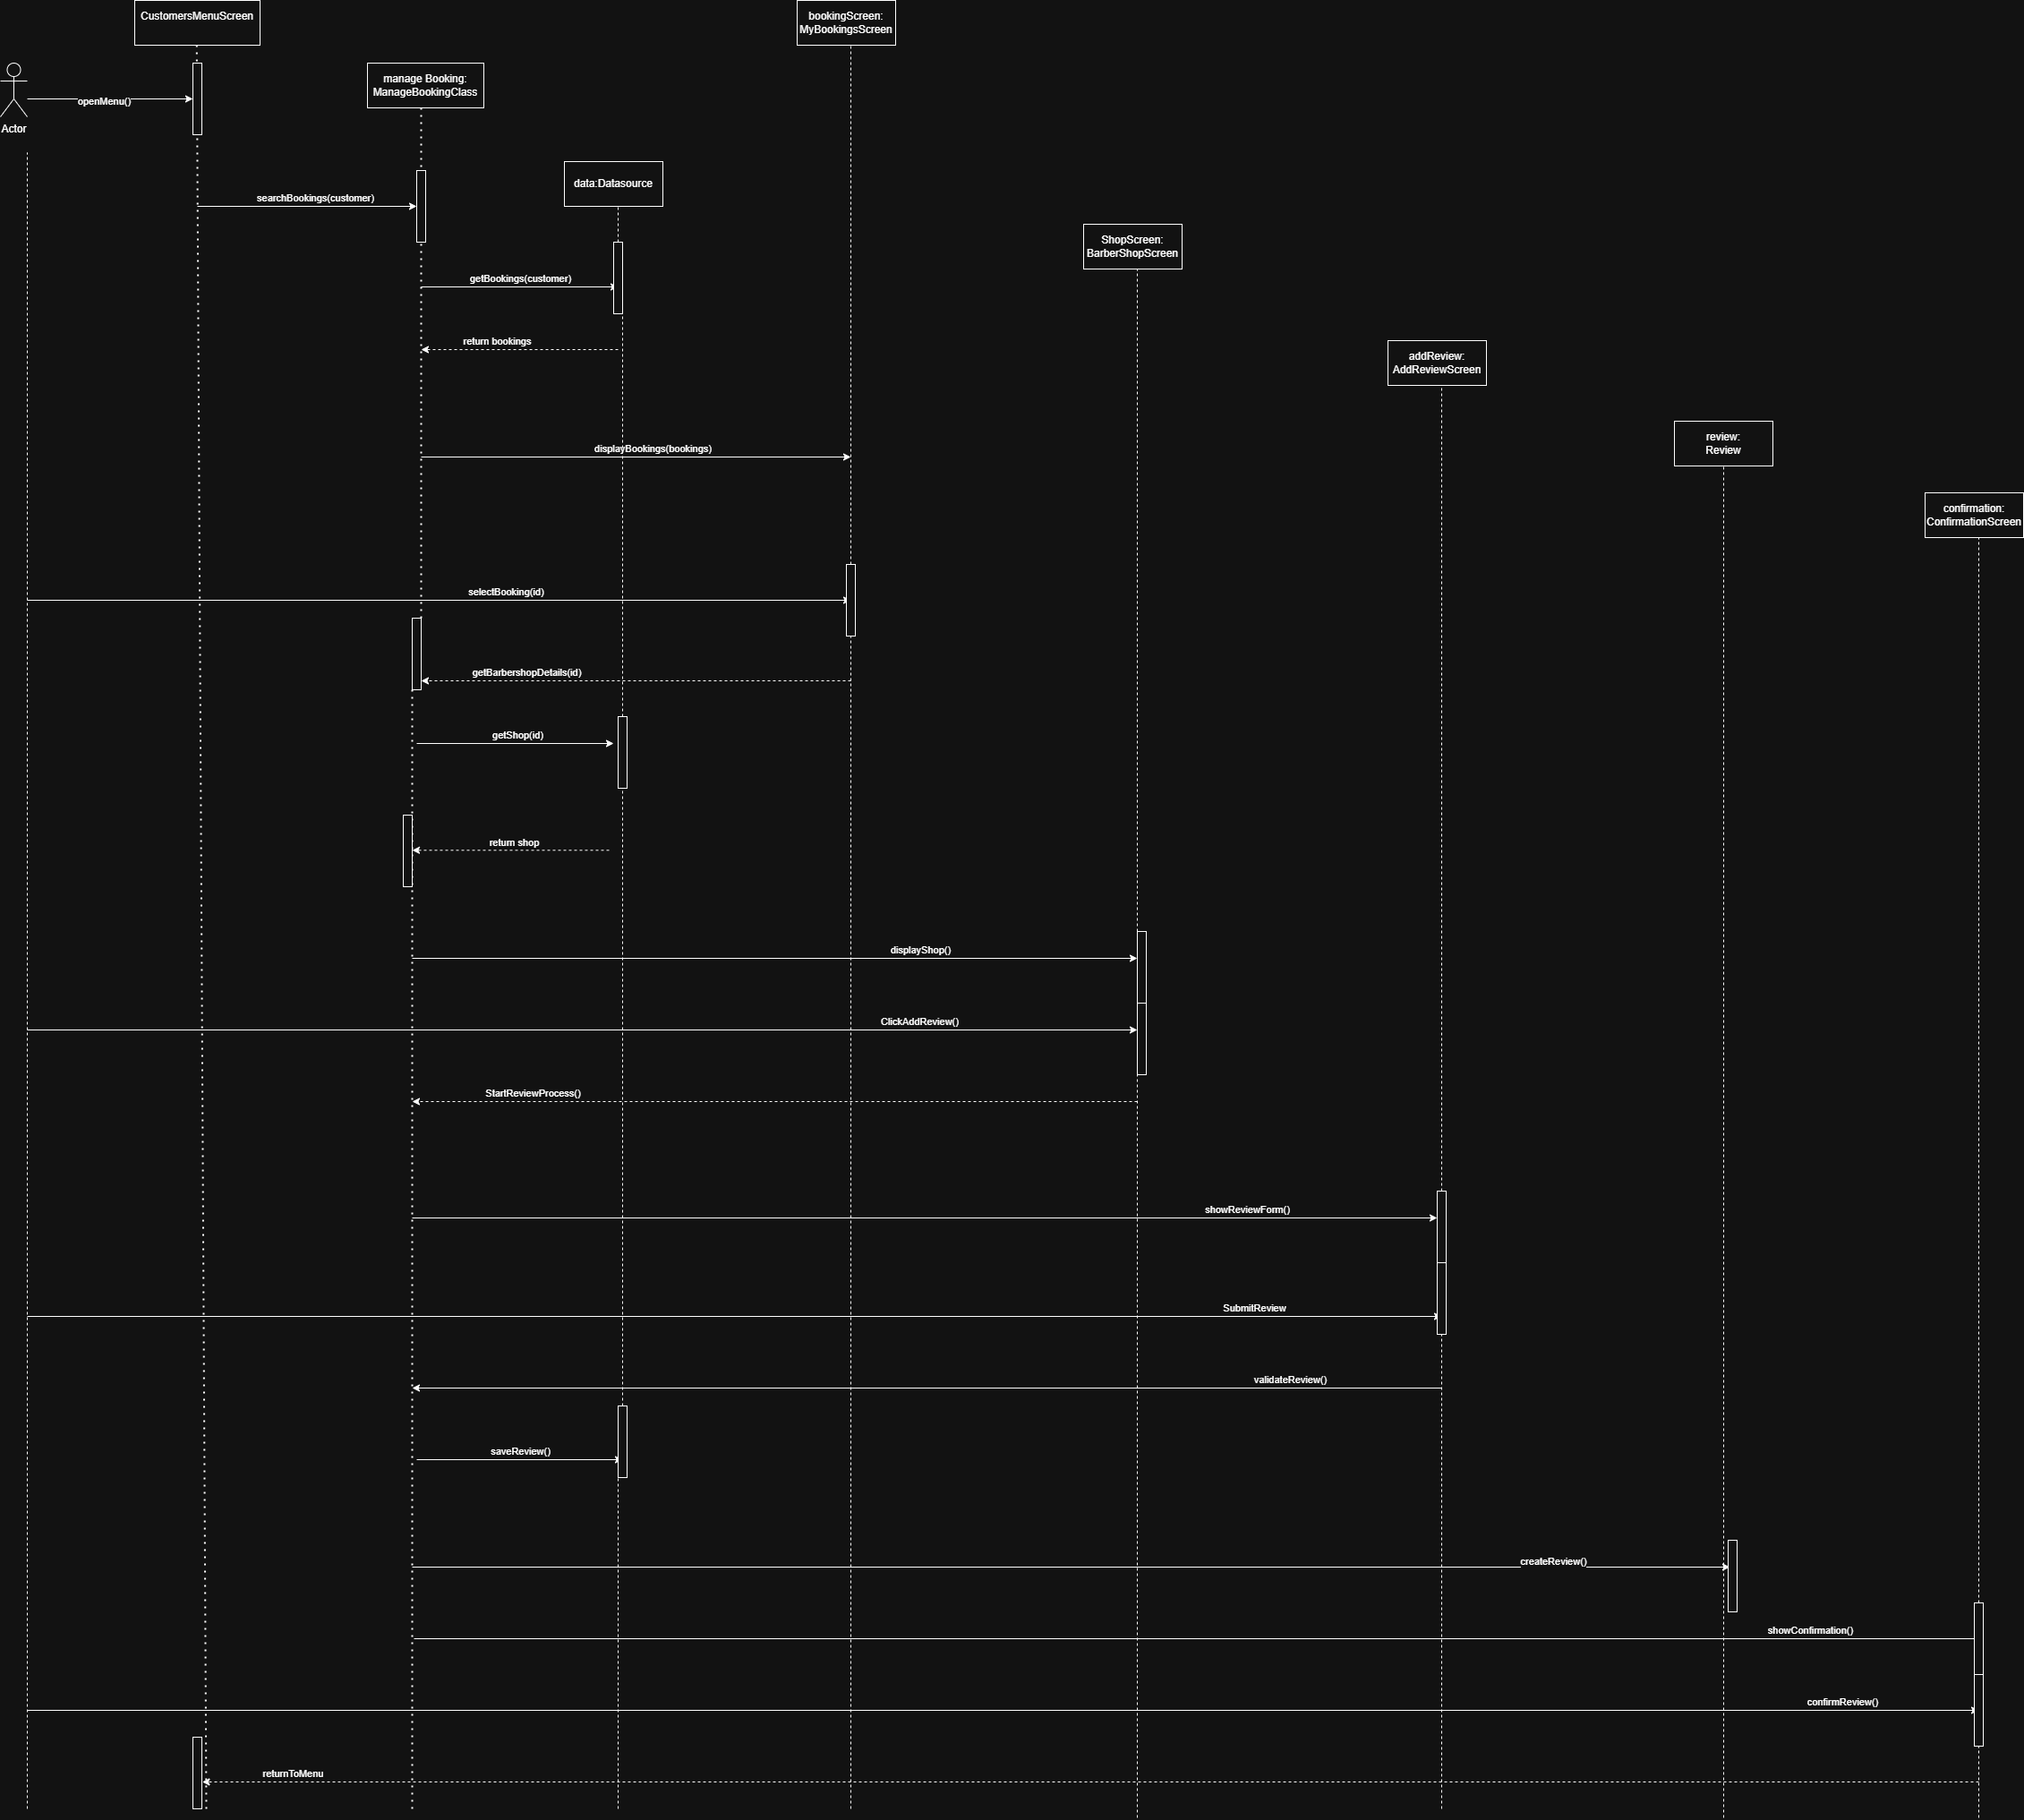 CustomersMenuScreen
bookingScreen:
MyBookingsScreen
manage Booking:
ManageBookingClass
openMenu()
Actor
data:Datasource
searchBookings(customer)
ShopScreen:
BarberShopScreen
getBookings(customer)
return bookings
addReview:
AddReviewScreen
review:
Review
displayBookings(bookings)
confirmation:
ConfirmationScreen
selectBooking(id)
getBarbershopDetails(id)
getShop(id)
return shop
displayShop()
ClickAddReview()
StartReviewProcess()
showReviewForm()
SubmitReview
validateReview()
saveReview()
createReview()
showConfirmation()
confirmReview()
returnToMenu